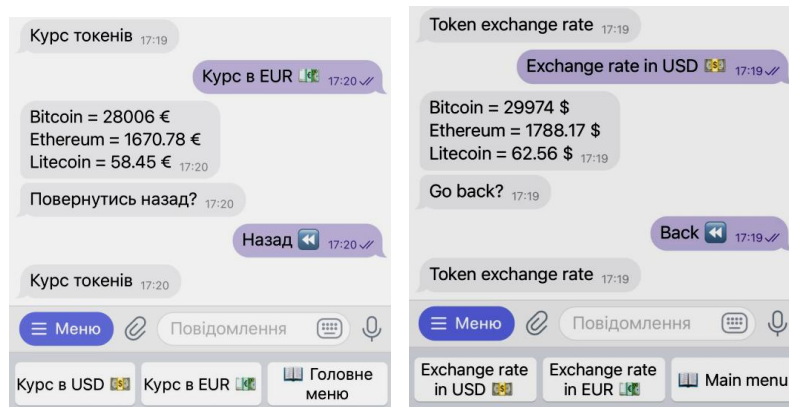 Курс токенів 17:19
Курс в EUR 💶 17:20
Bitcoin = 28006 €
Ethereum = 1670.78 €
Litecoin = 58.45 € 17:20
Повернутись назад? 17:20
Назад ⏪ 17:20
Курс токенів 17:20
Меню
Повідомлення
Курс в USD 💵
Курс в EUR 💶
📖 Головне
меню
Token exchange rate 17:19
Exchange rate in USD 💵 17:19
Bitcoin = 29974 $
Ethereum = 1788.17 $
Litecoin = 62.56 $ 17:19
Go back? 17:19
Back ⏪ 17:19
Token exchange rate 17:19
Меню
Повідомлення
Exchange rate
in USD 💵
Exchange rate
in EUR 💶
📖 Main menu